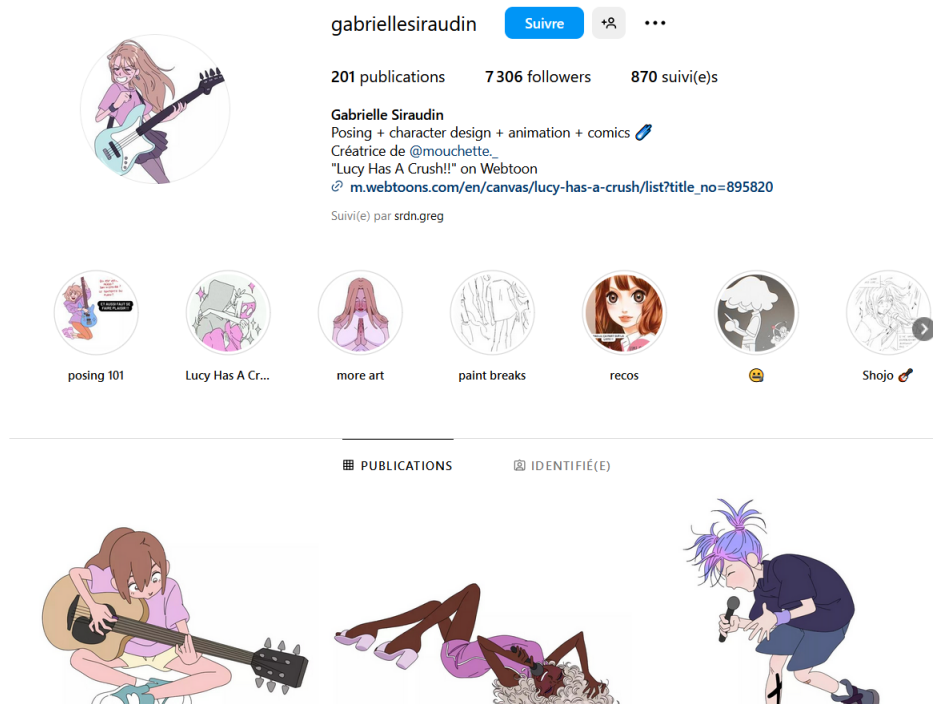 gabriellesiraudin Suivre
201 publications 7 306 followers 870 suivi(e)s
Gabrielle Siraudin
Posing + character design + animation + comics
Créatrice de @mouchette._
"Lucy Has A Crush!!" on Webtoon
m.webtoons.com/en/canvas/lucy-has-a-crush/list?title_no=895820
Suivi(e) par srdn.greg
posing 101 Lucy Has A Cr... more art paint breaks recos Shojo
PUBLICATIONS IDENTIFIÉ(E)